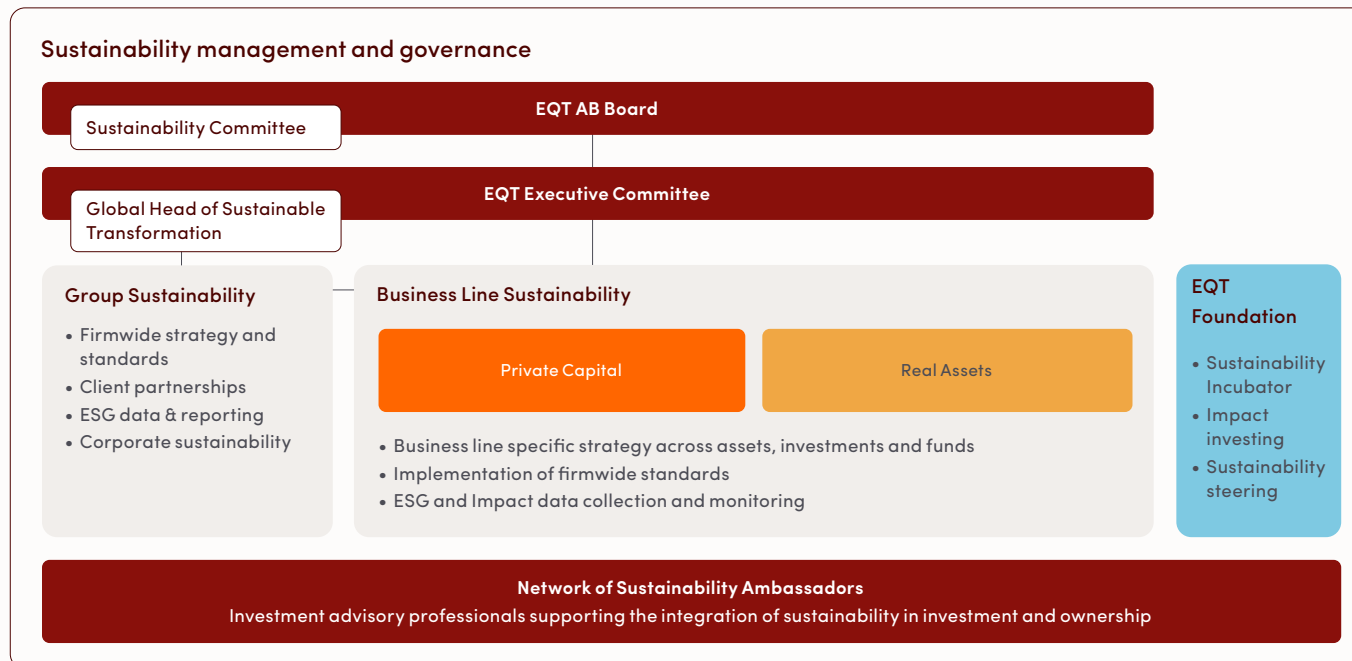 Sustainability management and governance
EQT AB Board
Sustainability Committee
EQT Executive Committee
Global Head of Sustainable
Transformation
Group Sustainability
• Firmwide strategy and
standards
• Client partnerships
• ESG data & reporting
• Corporate sustainability
Business Line Sustainability
Private Capital
Real Assets
• Business line specific strategy across assets, investments and funds
• Implementation of firmwide standards
• ESG and Impact data collection and monitoring
EQT
Foundation
• Sustainability
Incubator
• Impact
investing
• Sustainability
steering
Network of Sustainability Ambassadors
Investment advisory professionals supporting the integration of sustainability in investment and ownership